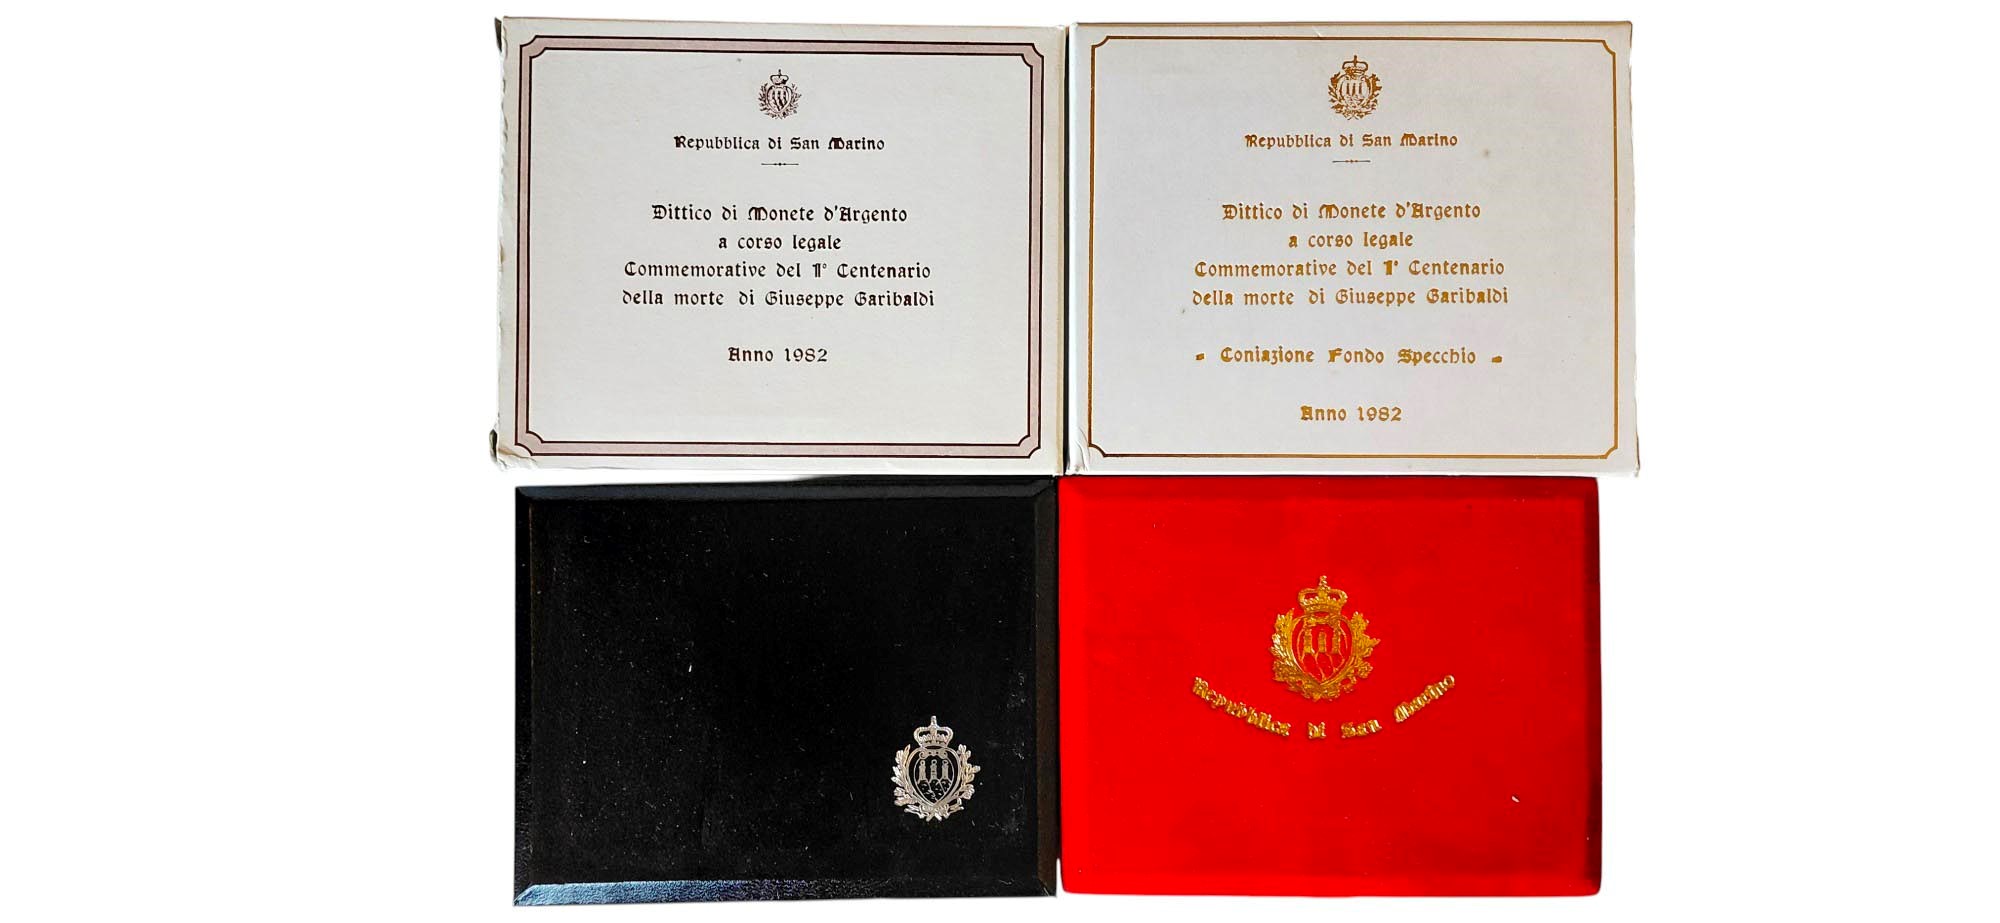 Repubblica di San Marino
Dittico di Monete d'Argento
a corso legale
Commemorative del 1° Centenario
della morte di Giuseppe Garibaldi
Anno 1982
Repubblica di San Marino
Dittico di Monete d'Argento
a corso legale
Commemorative del 1° Centenario
della morte di Giuseppe Garibaldi
- Coniazione Fondo Specchio -
Anno 1982
Repubblica di San Marino